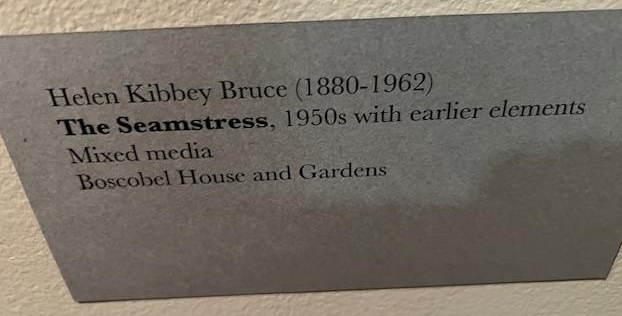 Helen Kibbey Bruce (1880-1962)
The Seamstress, 1950s with earlier elements
Mixed media
Boscobel House and Gardens